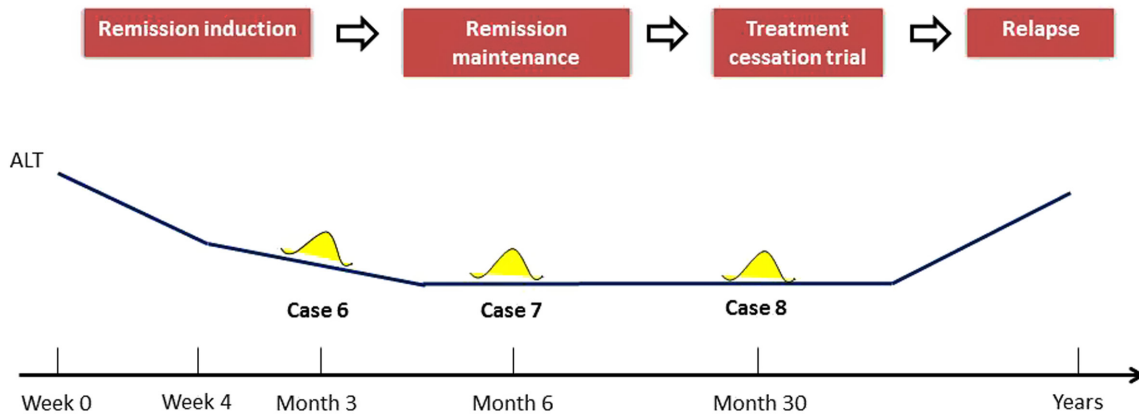 Remission induction
Remission
maintenance
Treatment
cessation trial
Relapse
ALT
Case 6
Case 7
Case 8
Week 0
Week 4
Month 3
Month 6
Month 30
Years